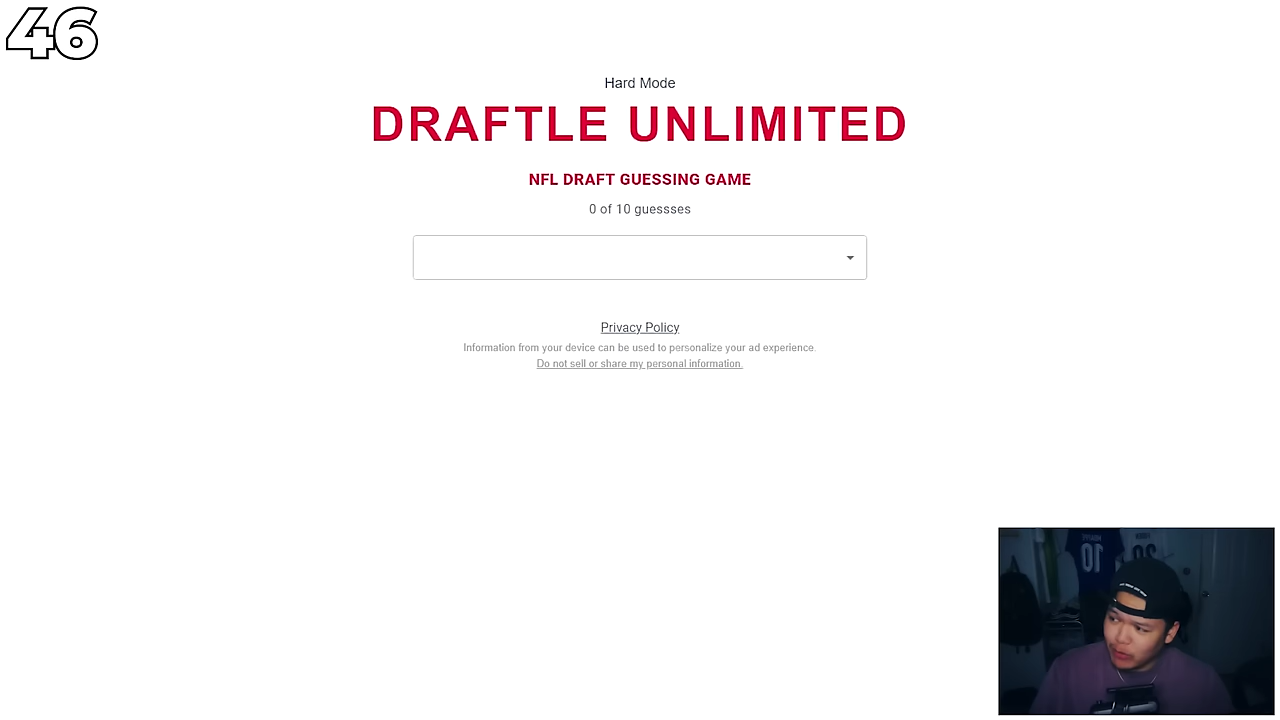 46
Hard Mode
DRAFTLE UNLIMITED
NFL DRAFT GUESSING GAME
0 of 10 guessses
Privacy Policy
Information from your device can be used to personalize your ad experience.
Do not sell or share my personal information.
10